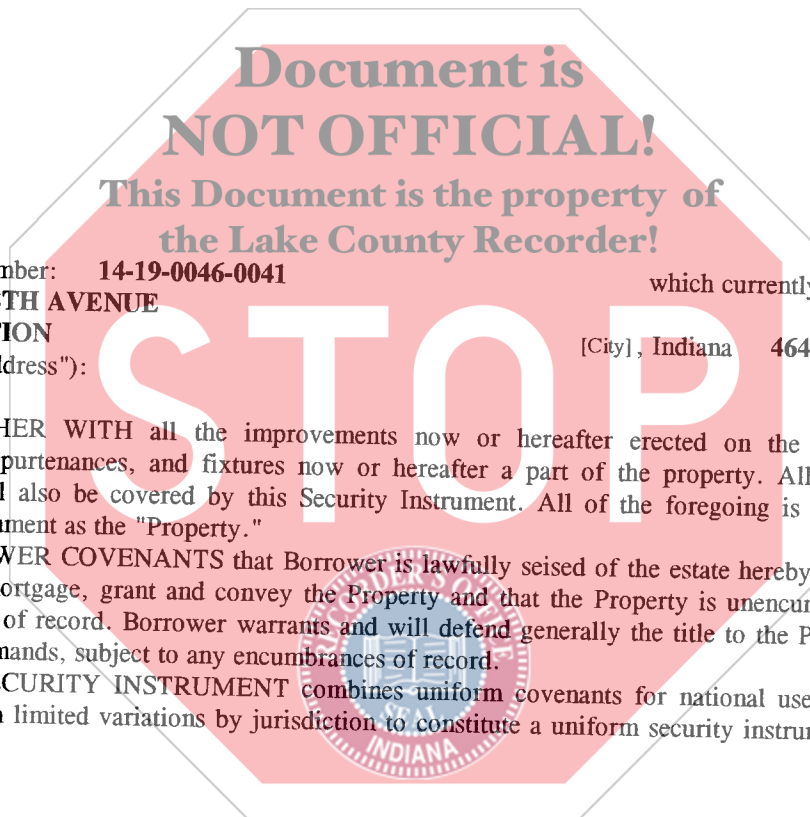 Document is
NOT OFFICIAL!
This Document is the property of
the Lake County Recorder!
mber: 14-19-0046-0041 which currently
TH AVENUE
TION [City], Indiana 464
ddress"):
STOP
HER WITH all the improvements now or hereafter erected on the
purtenances, and fixtures now or hereafter a part of the property. All
l also be covered by this Security Instrument. All of the foregoing is
ment as the "Property."
WER COVENANTS that Borrower is lawfully seised of the estate hereby
ortgage, grant and convey the Property and that the Property is unencum
of record. Borrower warrants and will defend generally the title to the P
mands, subject to any encumbrances of record.
CURITY INSTRUMENT combines uniform covenants for national use
limited variations by jurisdiction to constitute a uniform security instru
RECORDER'S OFFICE
SEAL
INDIANA